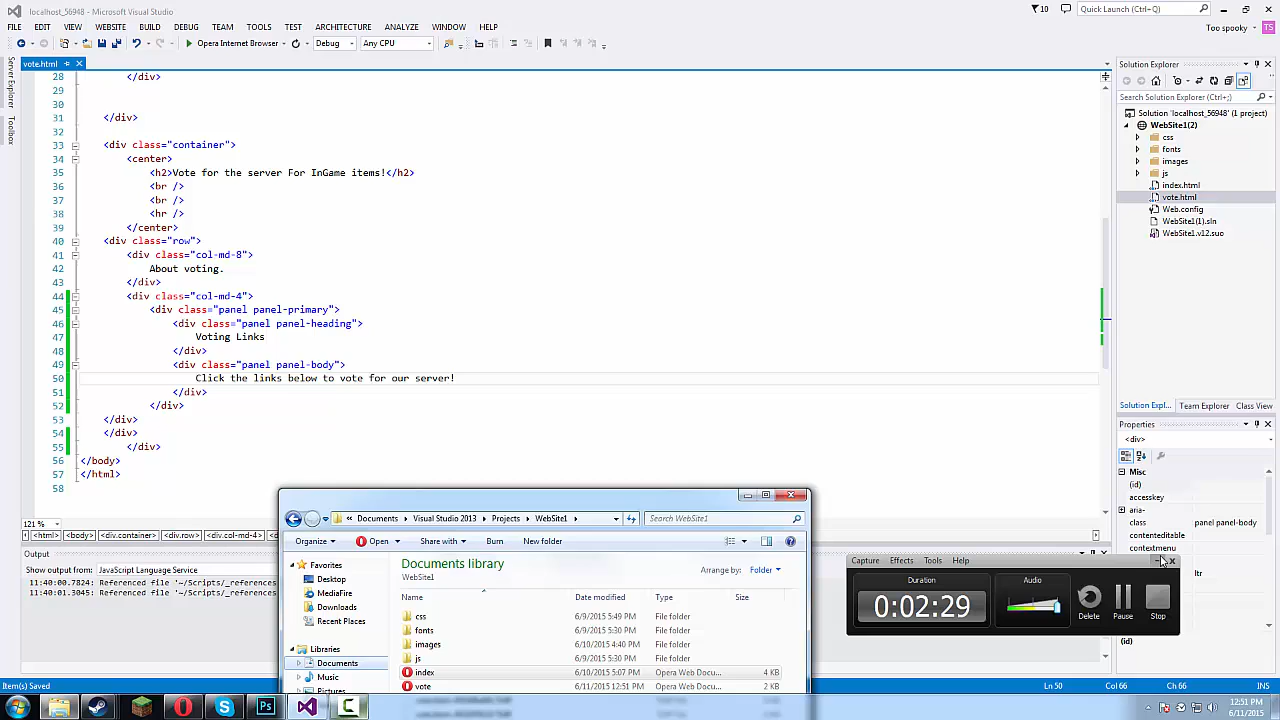 localhost_56948 - Microsoft Visual Studio
10
Quick Launch (Ctrl+;)
FILE EDIT VIEW WEBSITE BUILD DEBUG TEAM TOOLS TEST ARCHITECTURE ANALYZE WINDOW HELP
Too spooky TS
Opera Internet Browser Debug Any CPU
vote.html
Server Explorer
Toolbox
28 </div>
29
30
31 </div>
32
33 <div class="container">
34 <center>
35 <h2>Vote for the server For InGame items!</h2>
36 <br />
37 <br />
38 <hr />
39 </center>
40 <div class="row">
41 <div class="col-md-8">
42 About voting.
43 </div>
44 <div class="col-md-4">
45 <div class="panel panel-primary">
46 <div class="panel panel-heading">
47 Voting Links
48 </div>
49 <div class="panel panel-body">
50 Click the links below to vote for our server!
51 </div>
52 </div>
53 </div>
54 </div>
55 </div>
56 </body>
57 </html>
58
121 %
<html> <body> <div.container> <div.row> <div.col-md-4>
Output
Show output from: JavaScript Language Service
11:40:00.7824: Referenced file '~/Scripts/_references
11:40:01.3045: Referenced file '~/Scripts/_references
Item(s) Saved
Solution Explorer
Search Solution Explorer (Ctrl+;)
Solution 'localhost_56948' (1 project)
WebSite1(2)
css
fonts
images
js
index.html
vote.html
Web.config
WebSite1(1).sln
WebSite1.v12.suo
Solution Expl... Team Explorer Class View
Properties
<div>
Misc
(id)
accesskey
aria-
class panel panel-body
contenteditable
contextmenu
ltr
(id)
Documents Visual Studio 2013 Projects WebSite1
Search WebSite1
Organize Open Share with Burn New folder
Favorites
Desktop
MediaFire
Downloads
Recent Places
Libraries
Documents
Music
Pictures
Documents library
WebSite1
Arrange by: Folder
Name Date modified Type Size
css 6/9/2015 5:49 PM File folder
fonts 6/9/2015 5:30 PM File folder
images 6/10/2015 4:40 PM File folder
js 6/9/2015 5:30 PM File folder
index 6/10/2015 5:07 PM Opera Web Docu... 4 KB
vote 6/11/2015 12:51 PM Opera Web Docu... 2 KB
Capture Effects Tools Help
Duration
0:02:29
Audio
Delete Pause Stop
Ln 50 Col 66 Ch 66 INS
12:51 PM
6/11/2015